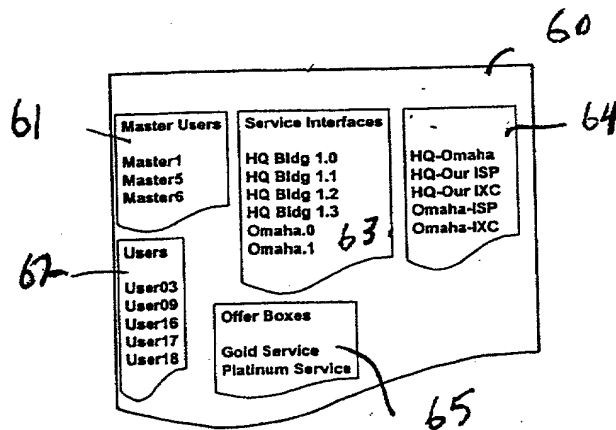 60
61
Master Users
Master1
Master5
Master6
Service Interfaces
HQ Bldg 1.0
HQ Bldg 1.1
HQ Bldg 1.2
HQ Bldg 1.3
Omaha.0
Omaha.1
63
64
HQ-Omaha
HQ-Our ISP
HQ-Our IXC
Omaha-ISP
Omaha-IXC
62
Users
User03
User09
User16
User17
User18
Offer Boxes
Gold Service
Platinum Service
65